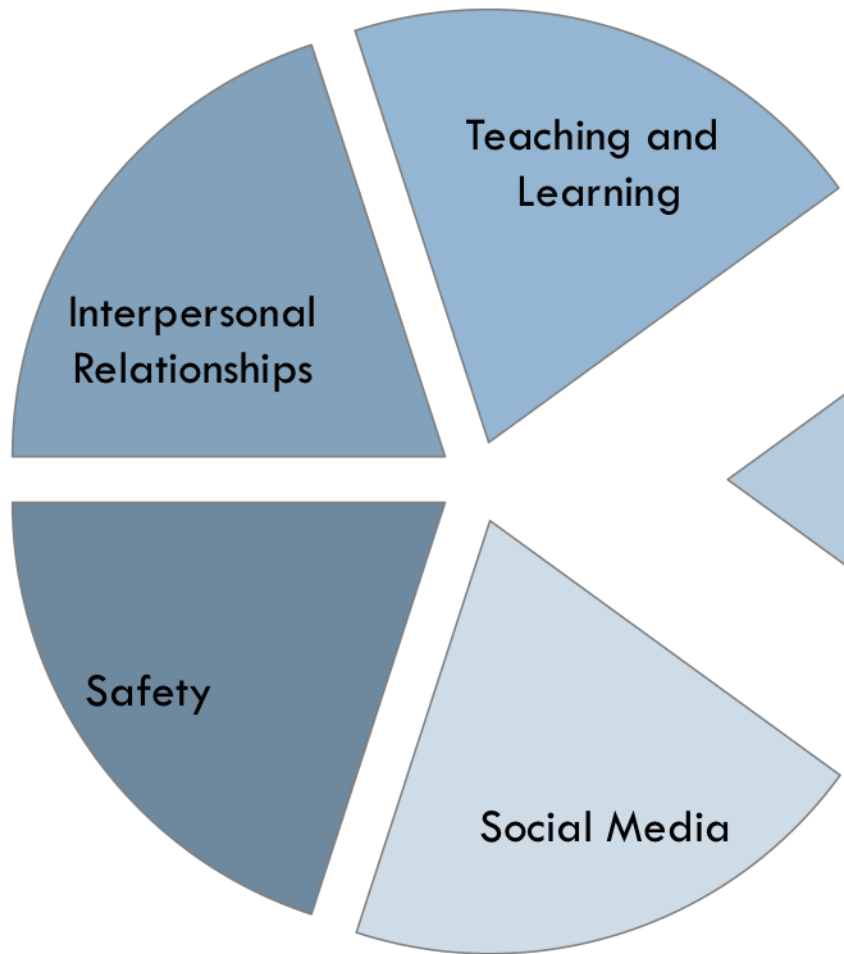 Teaching and
Learning
Interpersonal
Relationships
Safety
Social Media